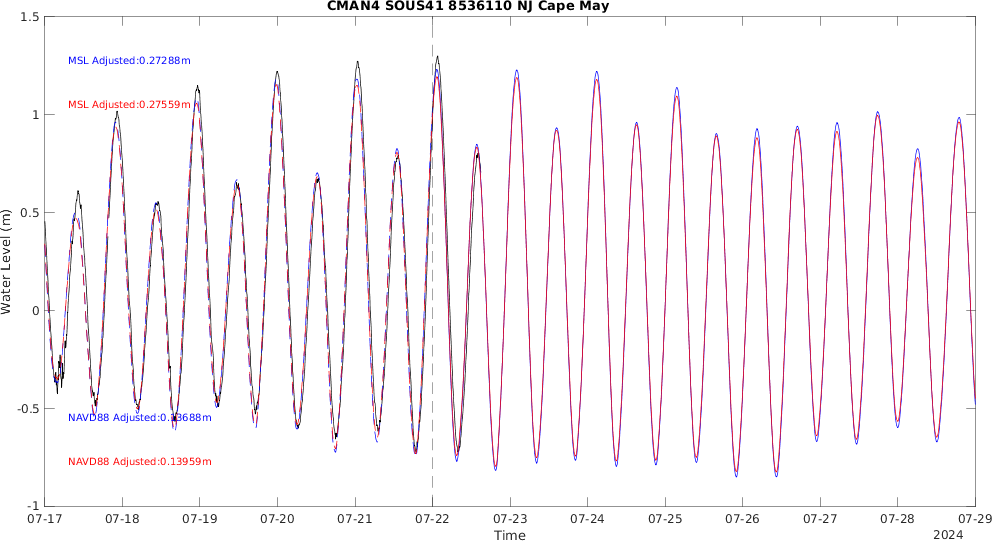 CMAN4 SOUS41 8536110 NJ Cape May
1.5
1
0.5
0
-0.5
-1
Water Level (m)
MSL Adjusted:0.27288m
MSL Adjusted:0.27559m
NAVD88 Adjusted:0.13688m
NAVD88 Adjusted:0.13959m
07-17 07-18 07-19 07-20 07-21 07-22 07-23 07-24 07-25 07-26 07-27 07-28 07-29
Time
2024